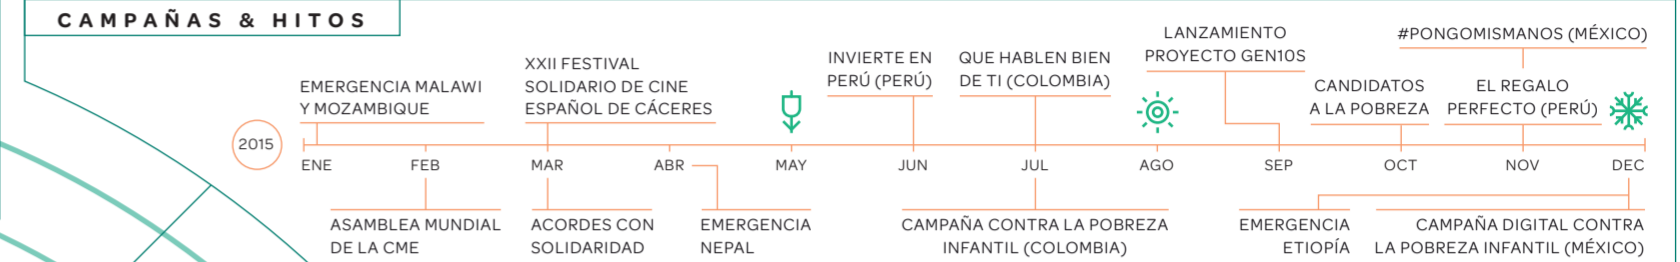 CAMPAÑAS & HITOS
2015
EMERGENCIA MALAWI
Y MOZAMBIQUE
XXII FESTIVAL
SOLIDARIO DE CINE
ESPAÑOL DE CÁCERES
INVIERTE EN
PERÚ (PERÚ)
QUE HABLEN BIEN
DE TI (COLOMBIA)
LANZAMIENTO
PROYECTO GEN10S
CANDIDATOS
A LA POBREZA
#PONGOMISMANOS (MÉXICO)
EL REGALO
PERFECTO (PERÚ)
ENE FEB MAR ABR MAY JUN JUL AGO SEP OCT NOV DEC
ASAMBLEA MUNDIAL
DE LA CME
ACORDES CON
SOLIDARIDAD
EMERGENCIA
NEPAL
CAMPAÑA CONTRA LA POBREZA
INFANTIL (COLOMBIA)
EMERGENCIA
ETIOPÍA
CAMPAÑA DIGITAL CONTRA
LA POBREZA INFANTIL (MÉXICO)